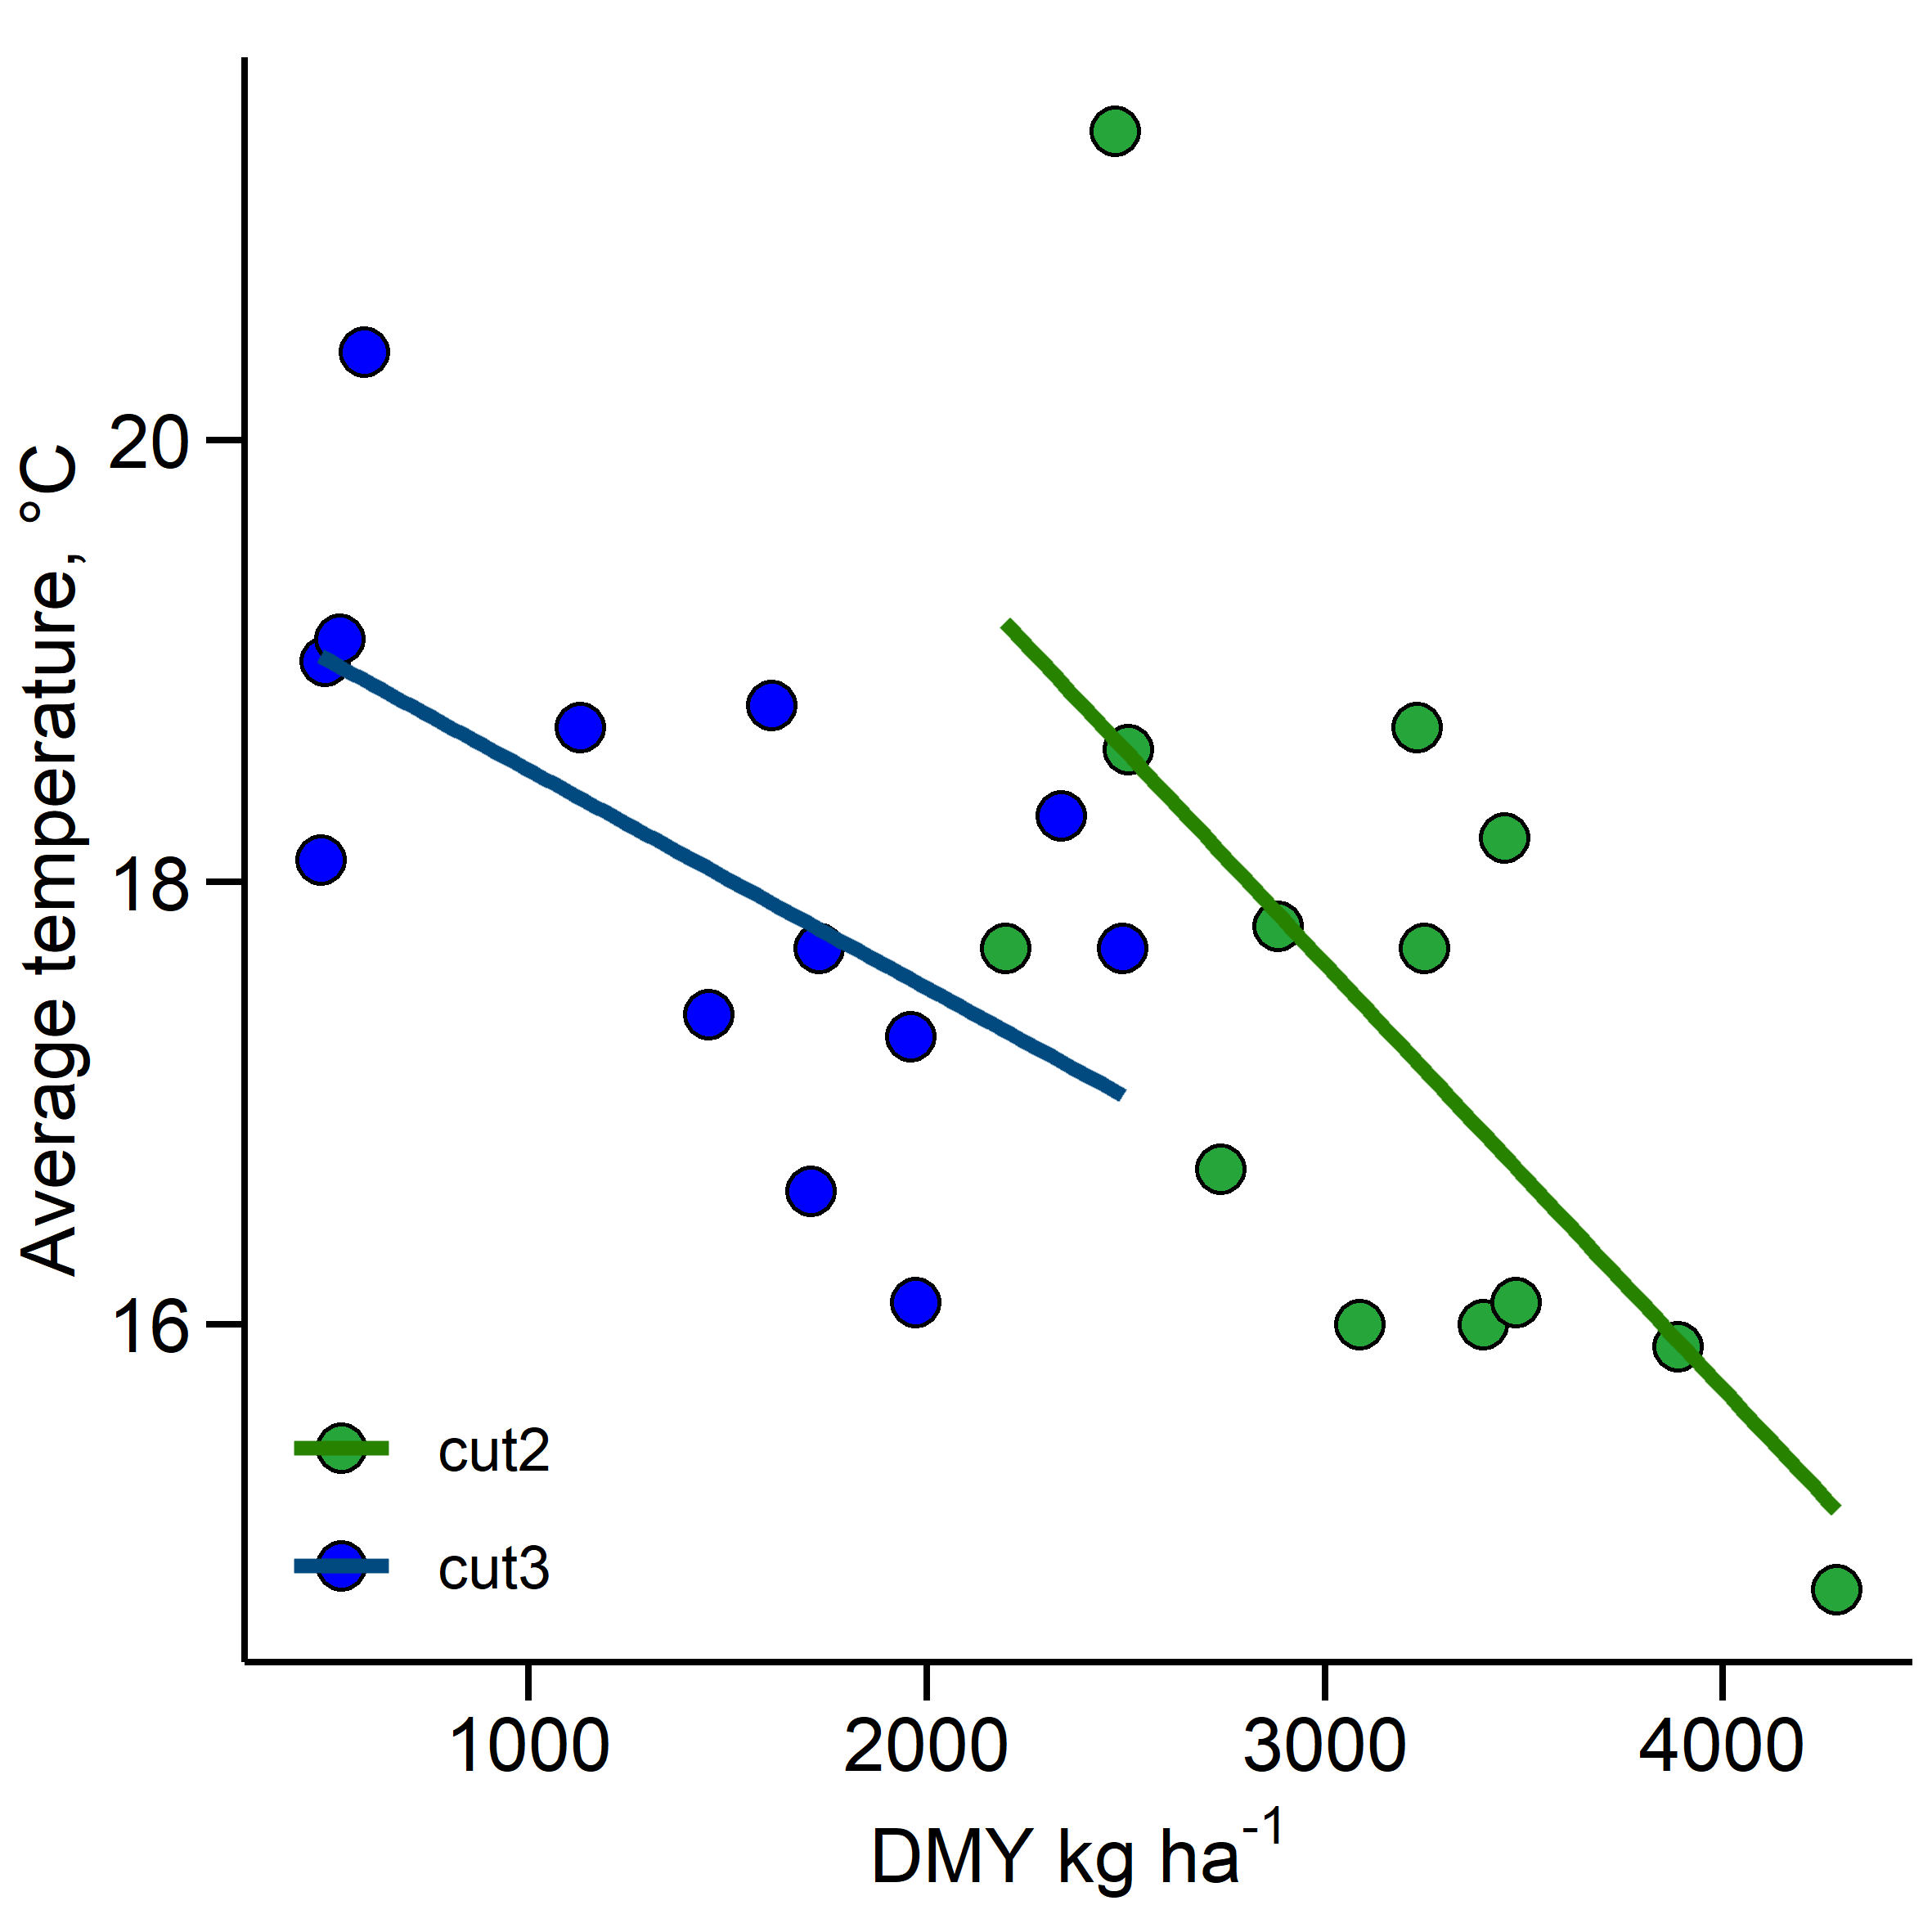 Average temperature, °C
20
18
16
cut2
cut3
1000 2000 3000 4000
DMY kg ha⁻¹